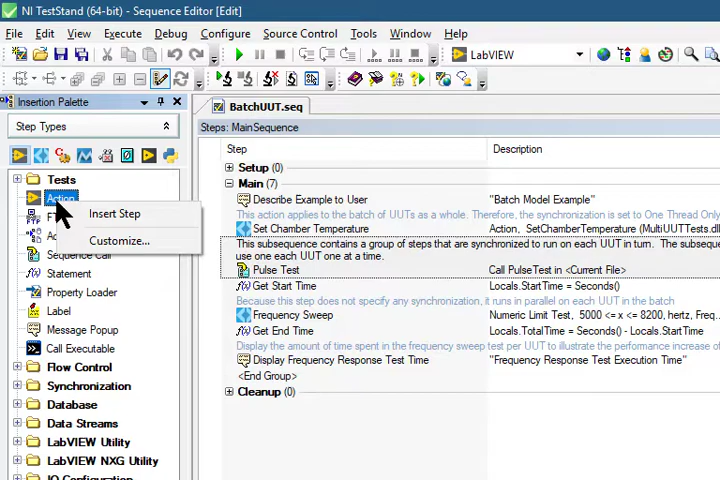 NI TestStand (64-bit) - Sequence Editor [Edit]
File Edit View Execute Debug Configure Source Control Tools Window Help
LabVIEW
Insertion Palette
Step Types
Tests
Action
Insert Step
Customize...
Sequence Call
Statement
Property Loader
Label
Message Popup
Call Executable
Flow Control
Synchronization
Database
Data Streams
LabVIEW Utility
LabVIEW NXG Utility
IO Configuration
BatchUUT.seq
Steps: MainSequence
Step Description
Setup (0)
Main (7)
Describe Example to User "Batch Model Example"
This action applies to the batch of UUTs as a whole. Therefore, the synchronization is set to One Thread Only
Set Chamber Temperature Action, SetChamberTemperature (MultiUUTTests.dl
This subsequence contains a group of steps that are synchronized to run on each UUT in turn. The subseque
use one each UUT one at a time.
Pulse Test Call PulseTest in <Current File>
Get Start Time Locals.StartTime = Seconds()
Because this step does not specify any synchronization, it runs in parallel on each UUT in the batch
Frequency Sweep Numeric Limit Test, 5000 <= x <= 8200, hertz, Freq
Get End Time Locals.TotalTime = Seconds() - Locals.StartTime
Display the amount of time spent in the frequency sweep test per UUT to illustrate the performance increase of
Display Frequency Response Test Time "Frequency Response Test Execution Time"
<End Group>
Cleanup (0)